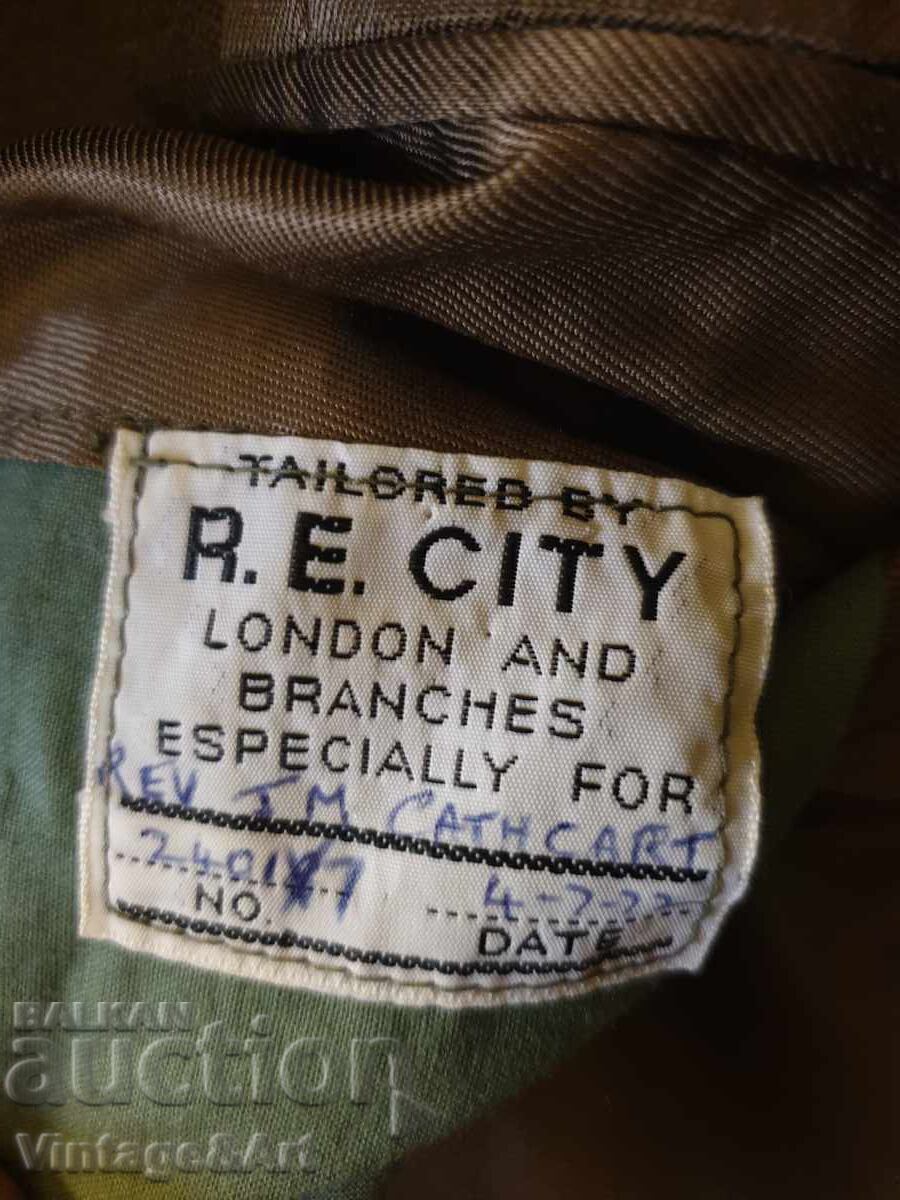 TAILORED BY
R. E. CITY
LONDON AND
BRANCHES
ESPECIALLY FOR
REV J M CATHCART
NO.
DATE
BALKAN
auction
Vintage&Art